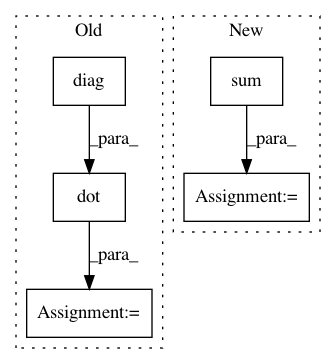 Old
New
diag
sum
_para_
_para_
dot
Assignment:=
_para_
Assignment:=